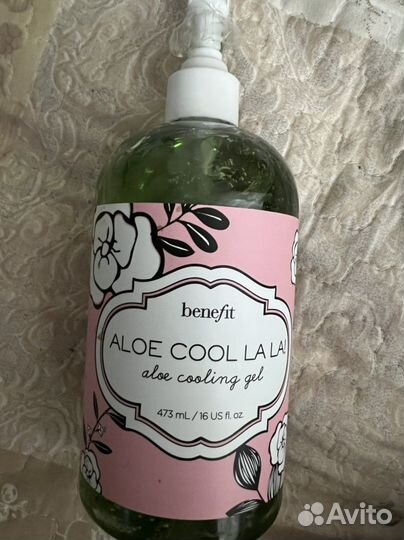 benefit
ALOE COOL LA LA!
aloe cooling gel
473 mL / 16 US fl. oz.
Avito